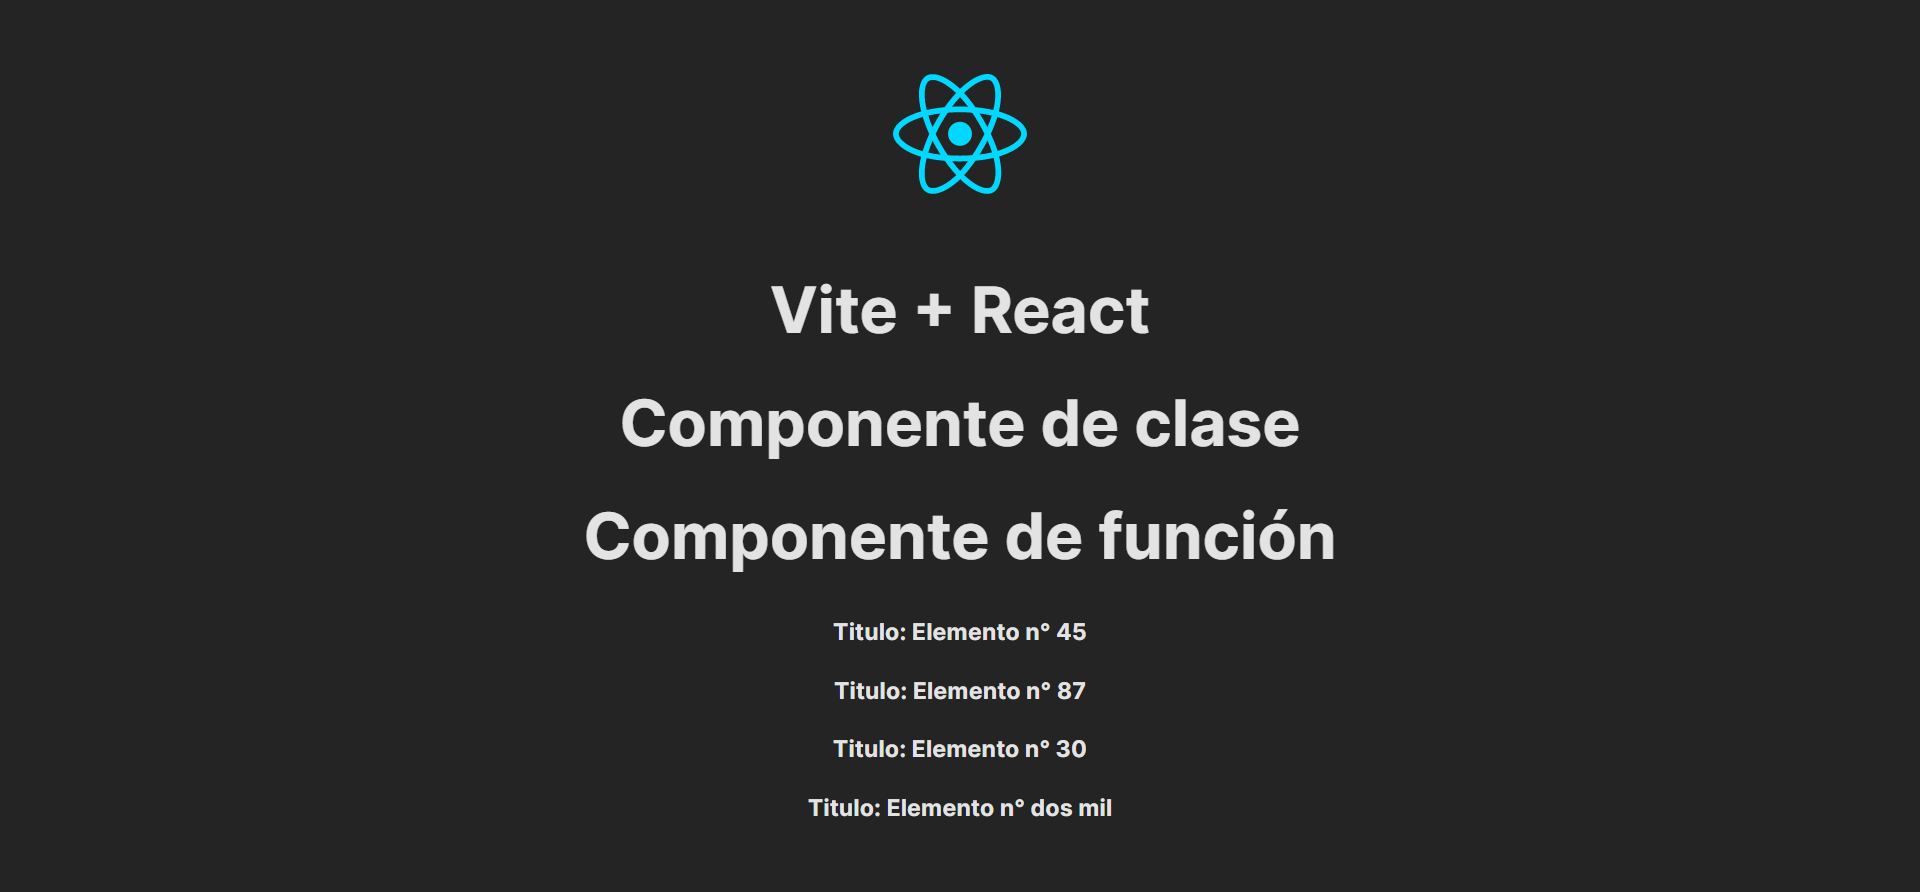 Vite + React
Componente de clase
Componente de función
Titulo: Elemento n° 45
Titulo: Elemento n° 87
Titulo: Elemento n° 30
Titulo: Elemento n° dos mil